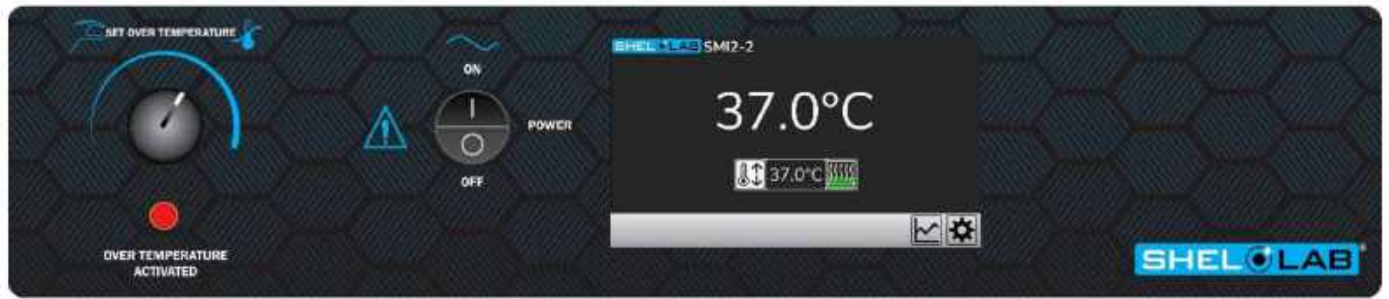 SET OVER TEMPERATURE
OVER TEMPERATURE
ACTIVATED
ON
POWER
OFF
SHEL LAB SMI2-2
37.0°C
37.0°C
SHEL LAB